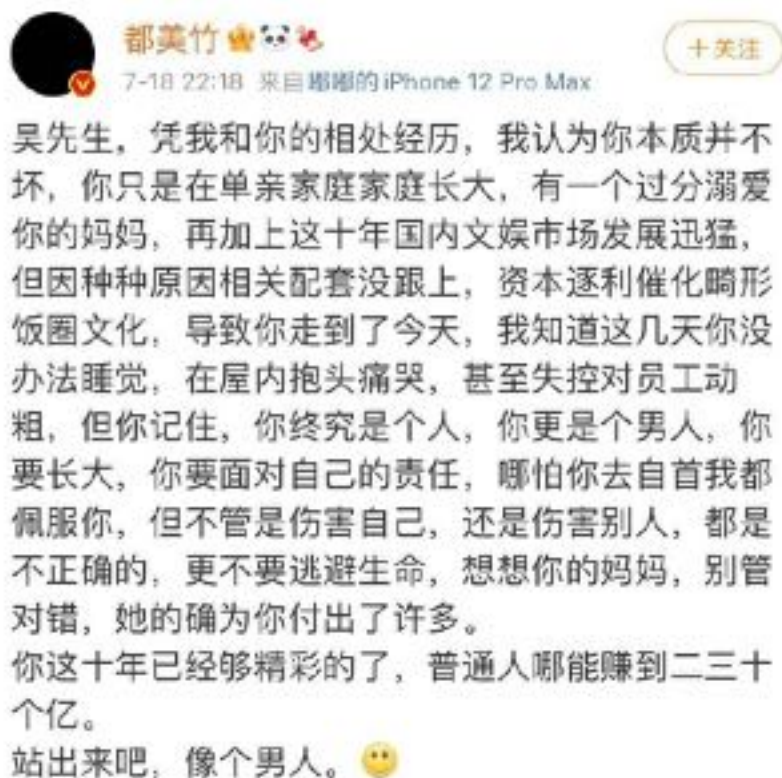 都美竹
+关注
7-18 22:18 来自嘟嘟的iPhone 12 Pro Max
吴先生，凭我和你的相处经历，我认为你本质并不
坏，你只是在单亲家庭家庭长大，有一个过分溺爱
你的妈妈，再加上这十年国内文娱市场发展迅猛，
但因种种原因相关配套没跟上，资本逐利催化畸形
饭圈文化，导致你走到了今天，我知道这几天你没
办法睡觉，在屋内抱头痛哭，甚至失控对员工动
粗，但你记住，你终究是个人，你更是个男人，你
要长大，你要面对自己的责任，哪怕你去自首我都
佩服你，但不管是伤害自己，还是伤害别人，都是
不正确的，更不要逃避生命，想想你的妈妈，别管
对错，她的确为你付出了许多。
你这十年已经够精彩的了，普通人哪能赚到二三十
个亿。
站出来吧，像个男人。